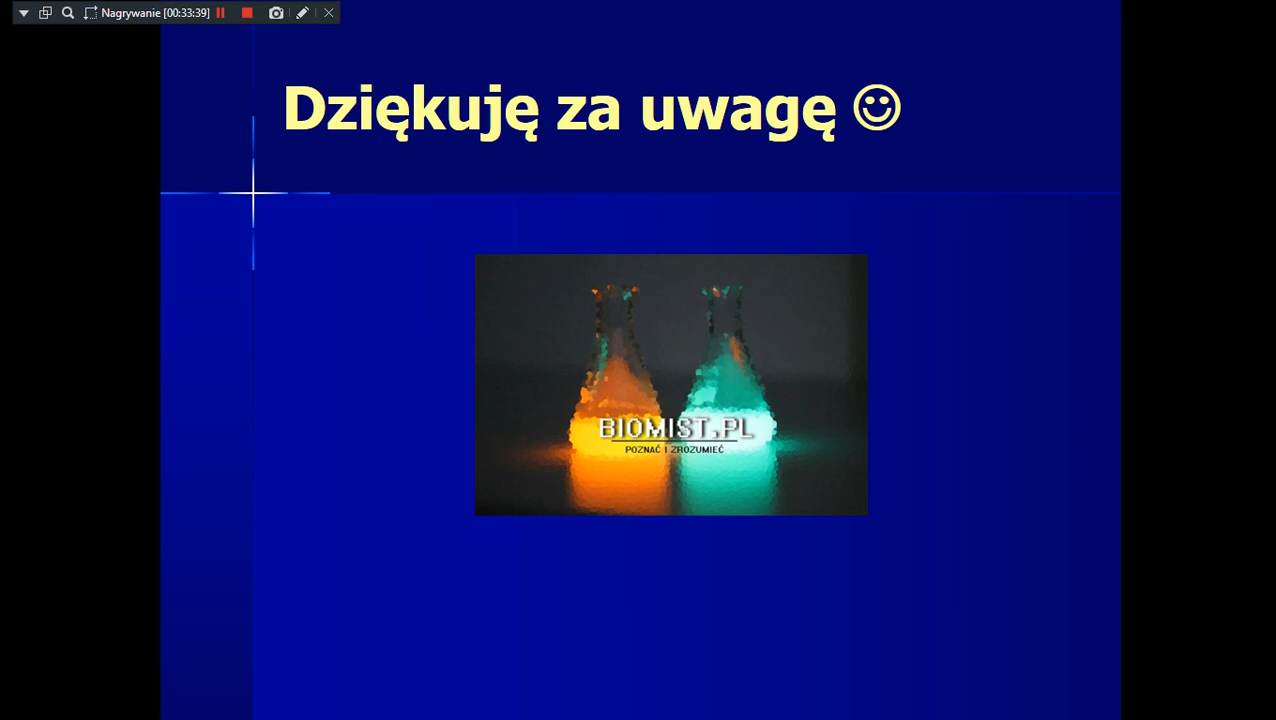 Nagrywanie [00:33:39]
Dziękuję za uwagę ☺
BIOMIST.PL
POZNAĆ I ZROZUMIEĆ